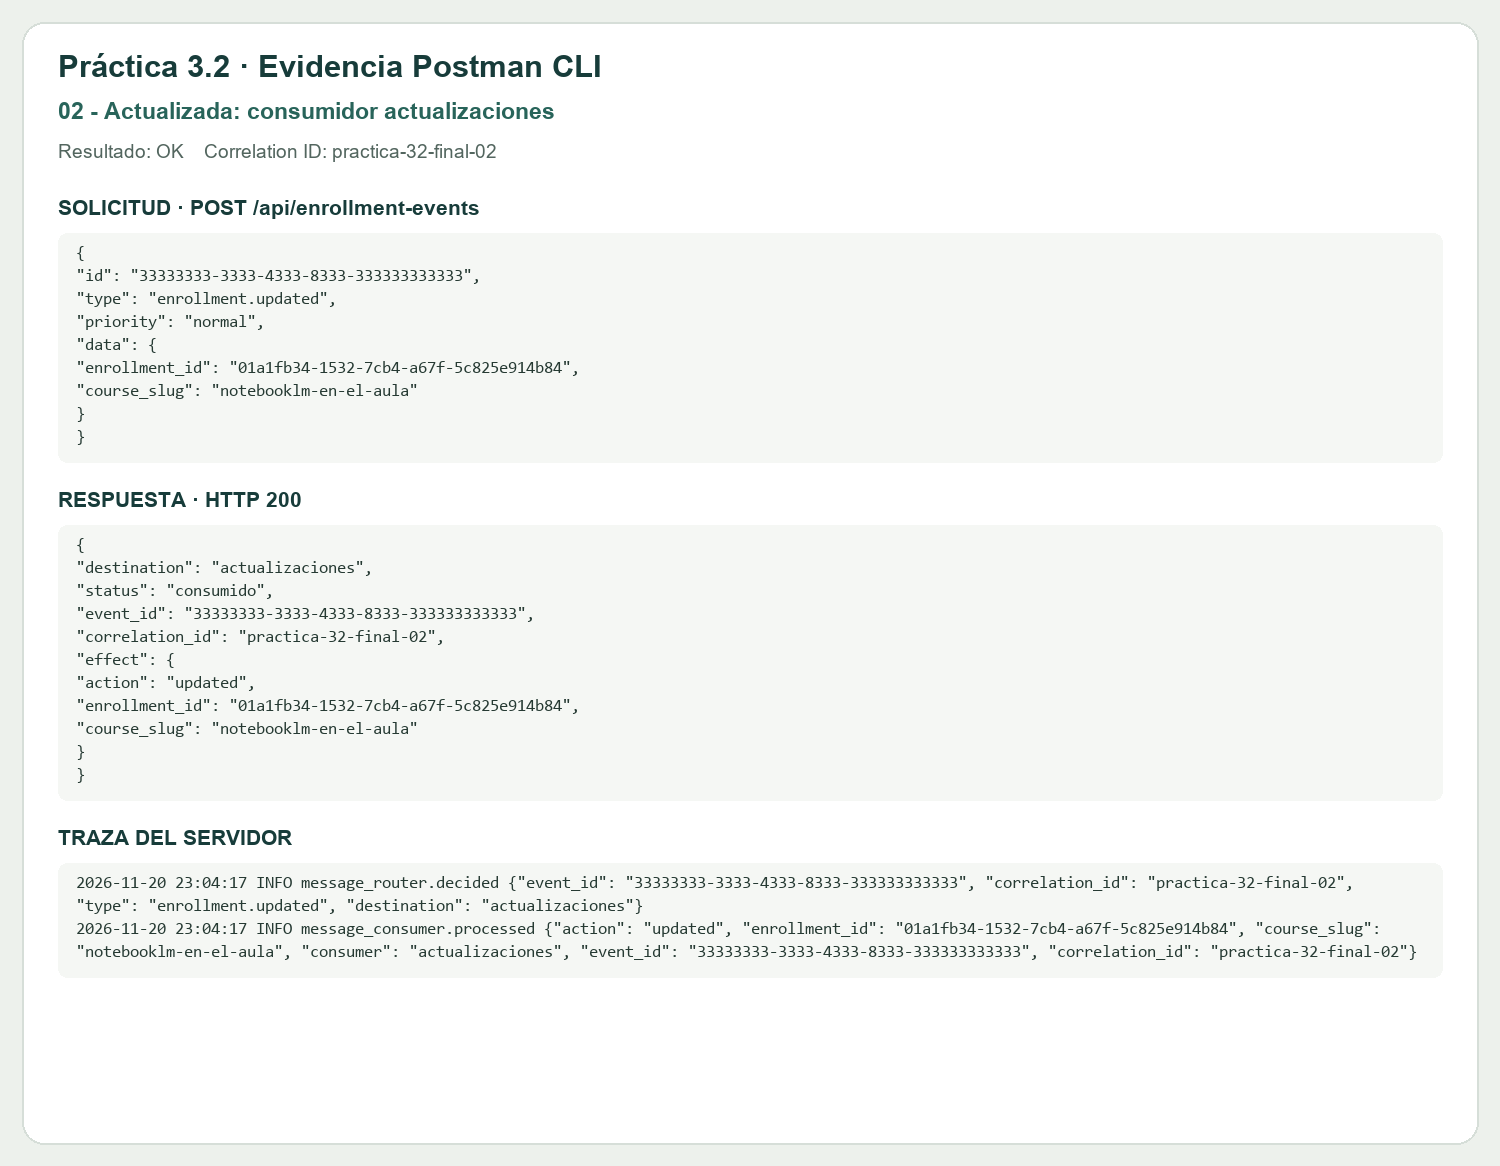 Práctica 3.2 · Evidencia Postman CLI
02 - Actualizada: consumidor actualizaciones
Resultado: OK    Correlation ID: practica-32-final-02
SOLICITUD · POST /api/enrollment-events
{
"id": "33333333-3333-4333-8333-333333333333",
"type": "enrollment.updated",
"priority": "normal",
"data": {
"enrollment_id": "01a1fb34-1532-7cb4-a67f-5c825e914b84",
"course_slug": "notebooklm-en-el-aula"
}
}
RESPUESTA · HTTP 200
{
"destination": "actualizaciones",
"status": "consumido",
"event_id": "33333333-3333-4333-8333-333333333333",
"correlation_id": "practica-32-final-02",
"effect": {
"action": "updated",
"enrollment_id": "01a1fb34-1532-7cb4-a67f-5c825e914b84",
"course_slug": "notebooklm-en-el-aula"
}
}
TRAZA DEL SERVIDOR
2026-11-20 23:04:17 INFO message_router.decided {"event_id": "33333333-3333-4333-8333-333333333333", "correlation_id": "practica-32-final-02",
"type": "enrollment.updated", "destination": "actualizaciones"}
2026-11-20 23:04:17 INFO message_consumer.processed {"action": "updated", "enrollment_id": "01a1fb34-1532-7cb4-a67f-5c825e914b84", "course_slug":
"notebooklm-en-el-aula", "consumer": "actualizaciones", "event_id": "33333333-3333-4333-8333-333333333333", "correlation_id": "practica-32-final-02"}